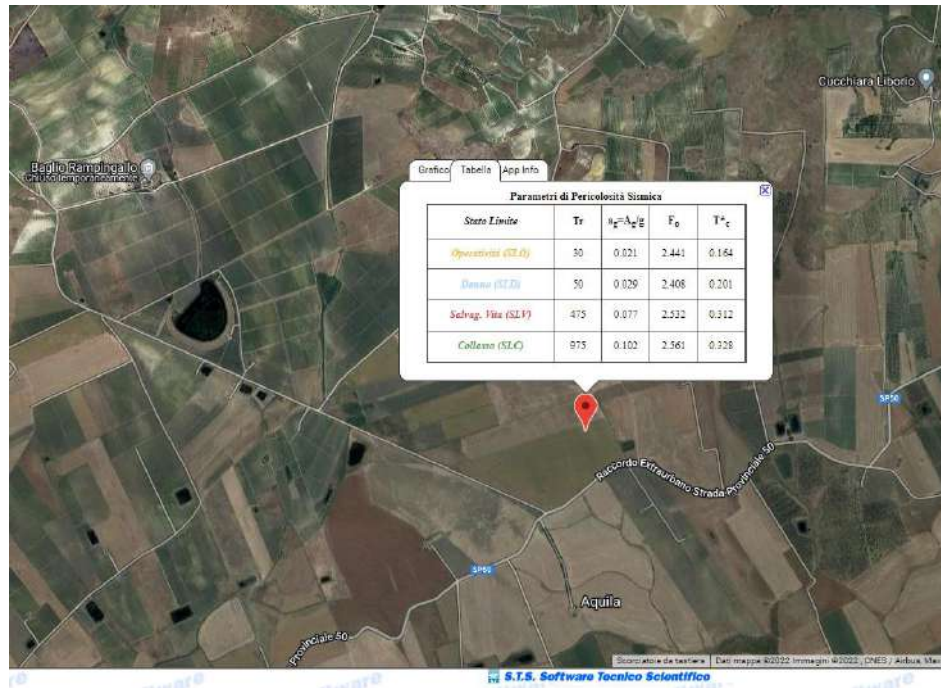 Cucchiara Liborio
Baglio Rampingallo
Chiuso temporaneamente
Grafico Tabella App Info
Parametri di Pericolosità Sismica
Stato Limite Tr ag=Ag/g F0 T*c
Operatività (SLO) 30 0.021 2.441 0.164
Danno (SLD) 50 0.029 2.408 0.201
Salvag. Vita (SLV) 475 0.077 2.532 0.312
Collasso (SLC) 975 0.102 2.561 0.328
SP50
Raccordo Extraurbano Strada Provinciale 50
SP50
Aquila
Provinciale 50
Scorciatoie da tastiera Dati mappa ©2022 Immagini ©2022 , CNES / Airbus, Max
S.T.S. Software Tecnico Scientifico